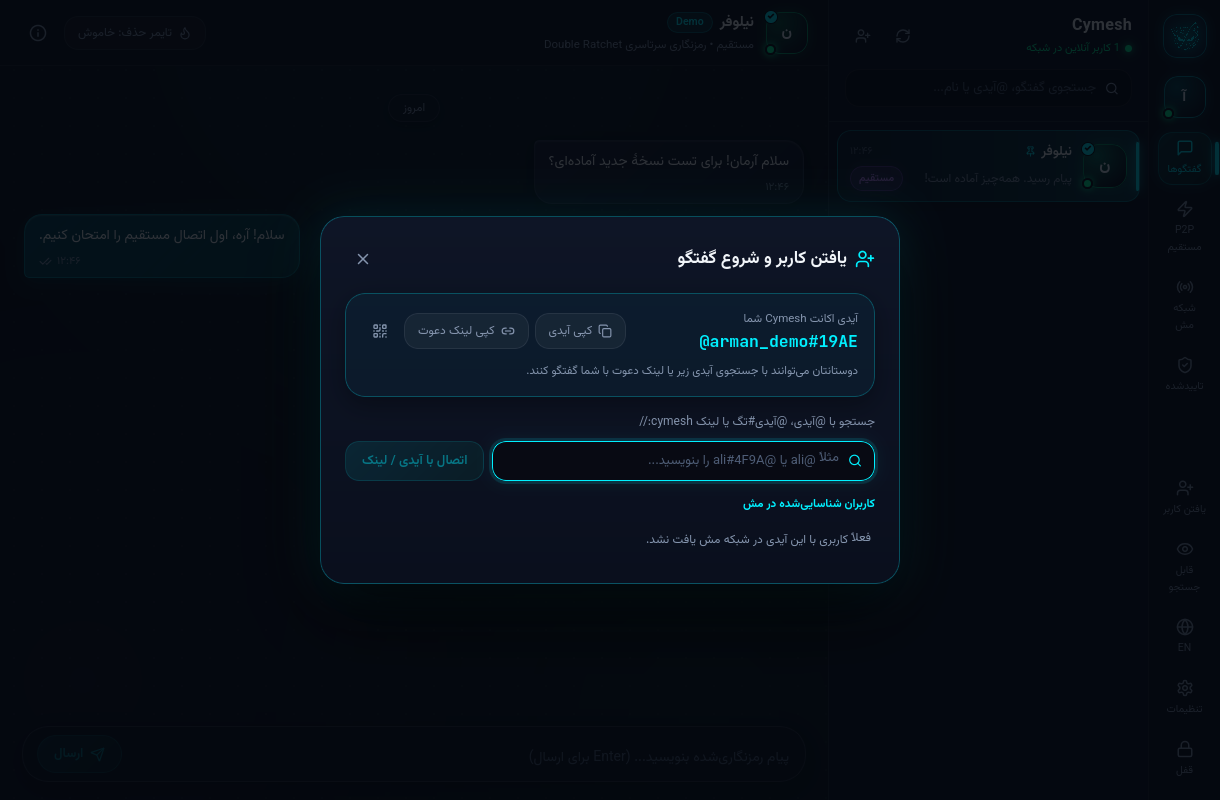 Cymesh
1 کاربر آنلاین در شبکه
جستجوی گفتگو، @آیدی یا نام...
آ
گفتگوها
P2P
مستقیم
شبکه
مش
تاییدشده
یافتن کاربر
قابل
جستجو
EN
تنظیمات
قفل
ن
نیلوفر
۱۲:۴۶
پیام رسید. همه‌چیز آماده است!
مستقیم
ن
نیلوفر Demo
مستقیم • رمزنگاری سرتاسری Double Ratchet
تایمر حذف: خاموش
امروز
سلام آرمان! برای تست نسخهٔ جدید آماده‌ای؟
۱۲:۴۶
سلام! آره، اول اتصال مستقیم را امتحان کنیم.
۱۲:۴۶
یافتن کاربر و شروع گفتگو
آیدی اکانت Cymesh شما
@arman_demo#19AE
کپی آیدی
کپی لینک دعوت
دوستانتان می‌توانند با جستجوی آیدی زیر یا لینک دعوت با شما گفتگو کنند.
جستجو با @آیدی، @آیدی#تگ یا لینک cymesh://
مثلاً @ali یا @ali#4F9A را بنویسید...
اتصال با آیدی / لینک
کاربران شناسایی‌شده در مش
فعلاً کاربری با این آیدی در شبکه مش یافت نشد.
پیام رمزنگاری‌شده بنویسید... (Enter برای ارسال)
ارسال